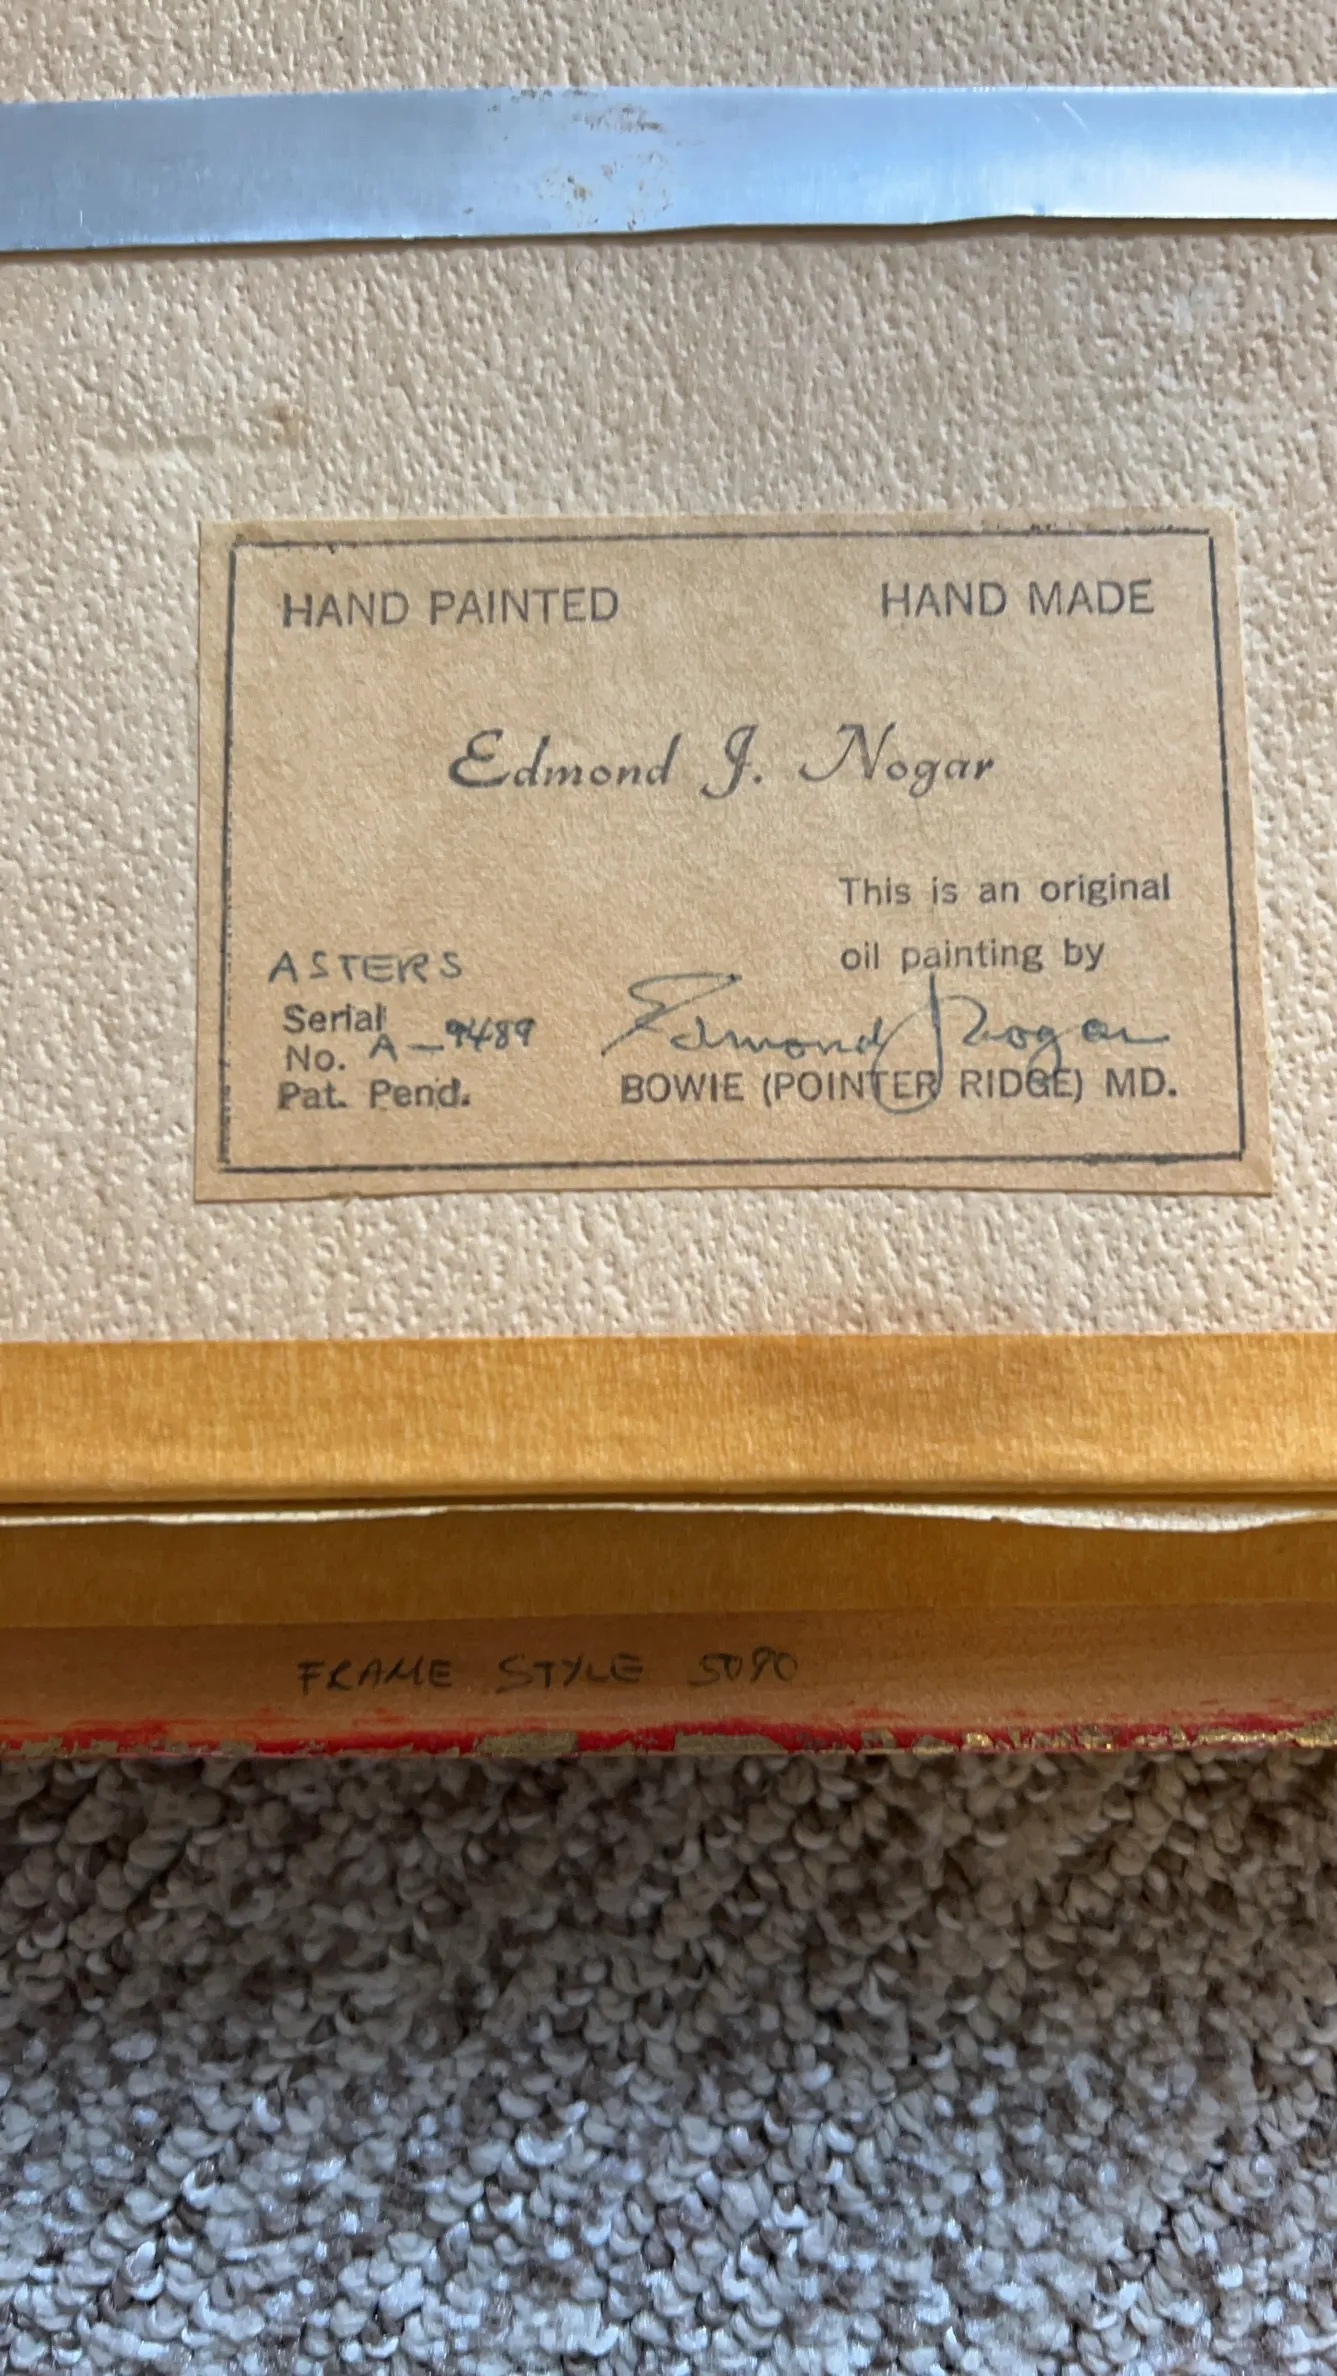 HAND PAINTED HAND MADE
Edmond J. Nogar
This is an original
oil painting by
ASTERS
Serial
No. A-9489
Pat. Pend.
Edmond J Nogar
BOWIE (POINTER RIDGE) MD.
FRAME STYLE 5090